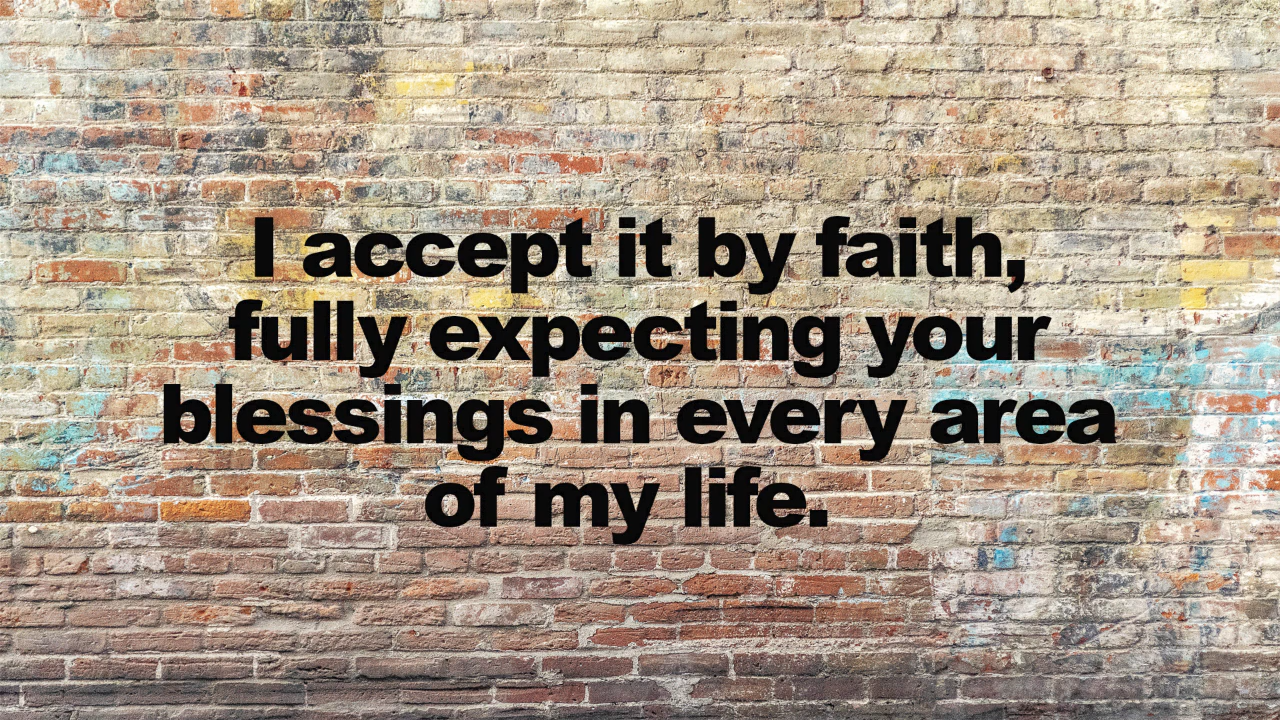 I accept it by faith,
fully expecting your
blessings in every area
of my life.